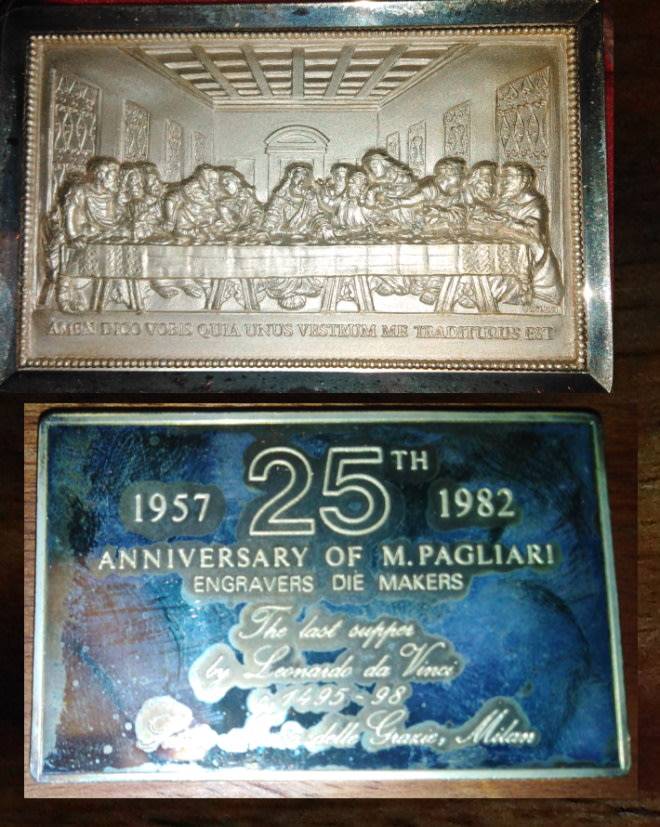 AMEN DICO VOBIS QUIA UNUS VESTRUM ME TRADITURUS EST
25TH
1957
1982
ANNIVERSARY OF M. PAGLIARI
ENGRAVERS DIE MAKERS
The last supper
by Leonardo da Vinci
1495-98
delle Grazie, Milan